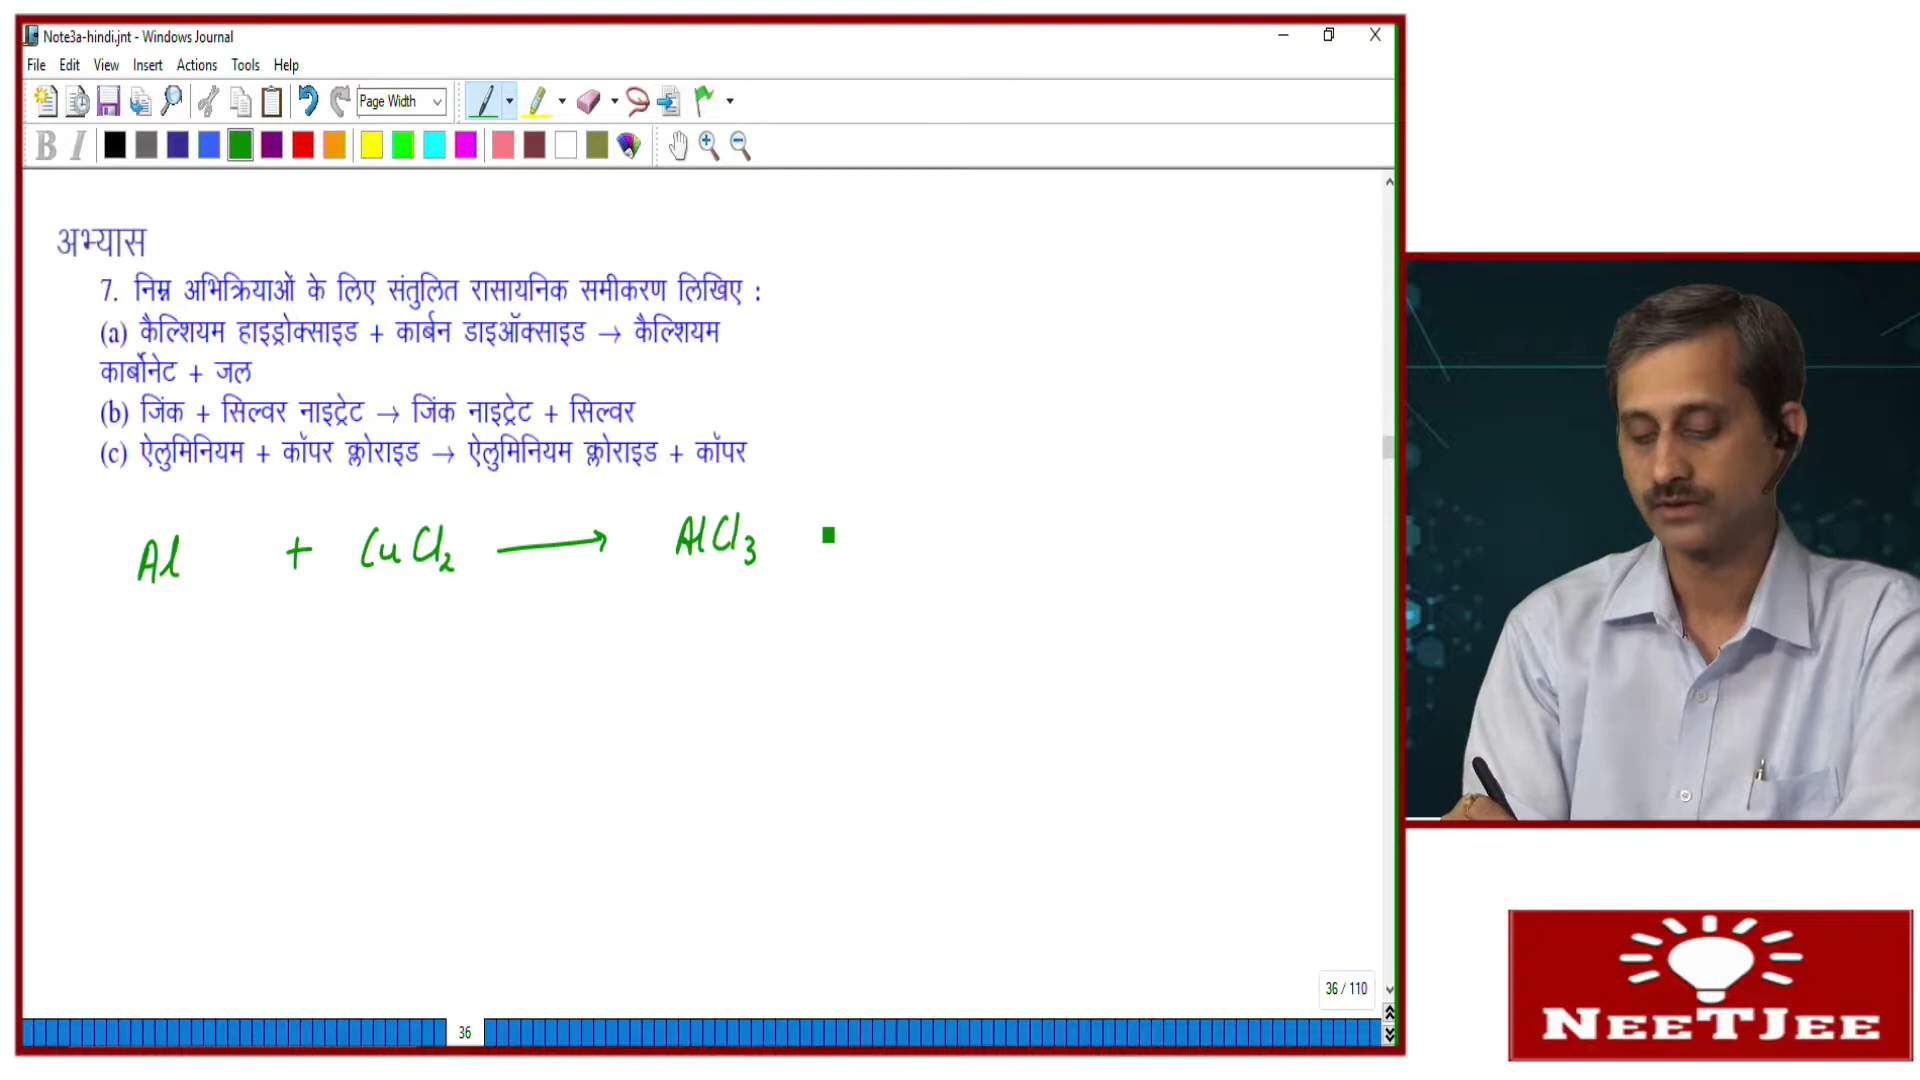 Note3a-hindi.jnt - Windows Journal
File Edit View Insert Actions Tools Help
Page Width
B I
अभ्यास
7. निम्न अभिक्रियाओं के लिए संतुलित रासायनिक समीकरण लिखिए :
(a) कैल्शियम हाइड्रोक्साइड + कार्बन डाइऑक्साइड → कैल्शियम
कार्बोनेट + जल
(b) जिंक + सिल्वर नाइट्रेट → जिंक नाइट्रेट + सिल्वर
(c) ऐलुमिनियम + कॉपर क्लोराइड → ऐलुमिनियम क्लोराइड + कॉपर
Al + CuCl₂ ⟶ AlCl₃
36 / 110
36
NEETJEE